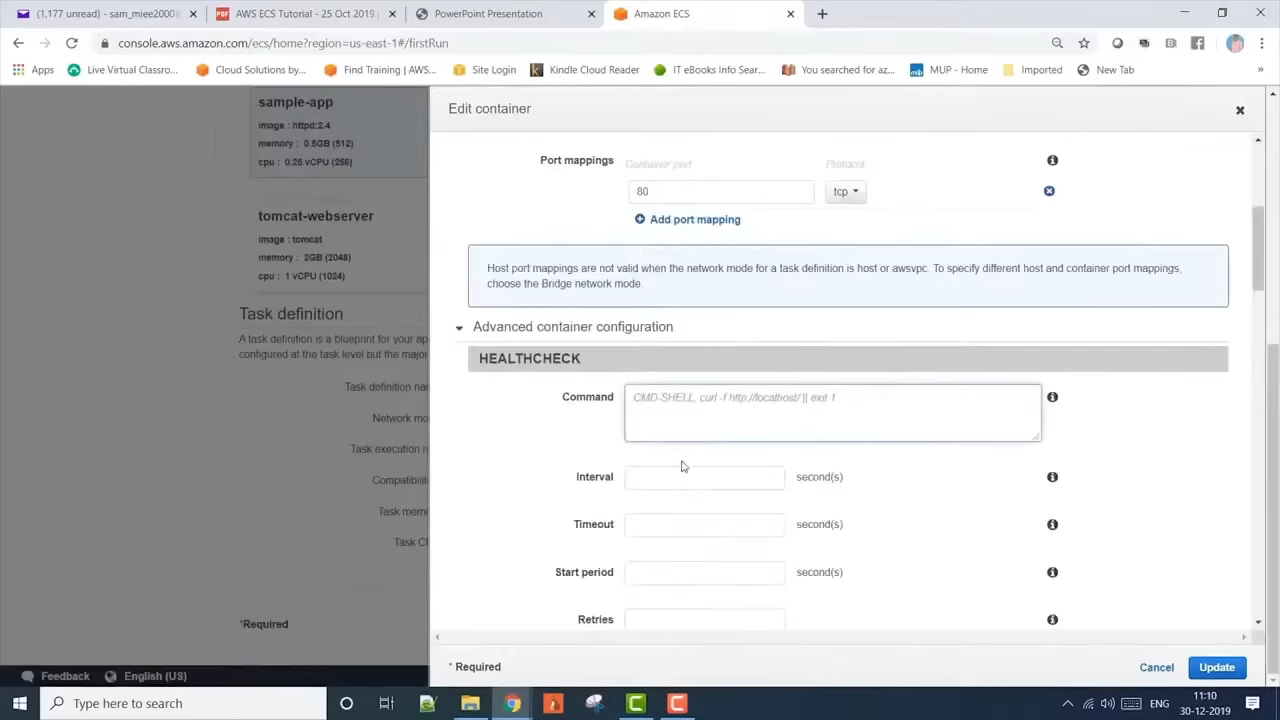 (1,177 unread) - sam_miee2000@
AWS ECS Tutorial - 25 Oct 2019.p
PowerPoint Presentation
Amazon ECS
console.aws.amazon.com/ecs/home?region=us-east-1#/firstRun
Apps
Live Virtual Classro...
Cloud Solutions by...
Find Training | AWS...
Site Login
Kindle Cloud Reader
IT eBooks Info Sear...
You searched for az...
MUP - Home
Imported
New Tab
»
sample-app
image : httpd:2.4
memory : 0.5GB (512)
cpu : 0.25 vCPU (256)
tomcat-webserver
image : tomcat
memory : 2GB (2048)
cpu : 1 vCPU (1024)
Task definition
A task definition is a blueprint for your ap
configured at the task level but the major
Task definition nar
Network mo
Task execution r
Compatibilit
Task mem
Task CP
*Required
Edit container
Port mappings
Container port
Protocol
80
tcp
Add port mapping
Host port mappings are not valid when the network mode for a task definition is host or awsvpc. To specify different host and container port mappings,
choose the Bridge network mode.
Advanced container configuration
HEALTHCHECK
Command
CMD-SHELL, curl -f http://localhost/ || exit 1
Interval
second(s)
Timeout
second(s)
Start period
second(s)
Retries
* Required
Cancel
Update
Feedback
English (US)
Type here to search
ENG
11:10
30-12-2019